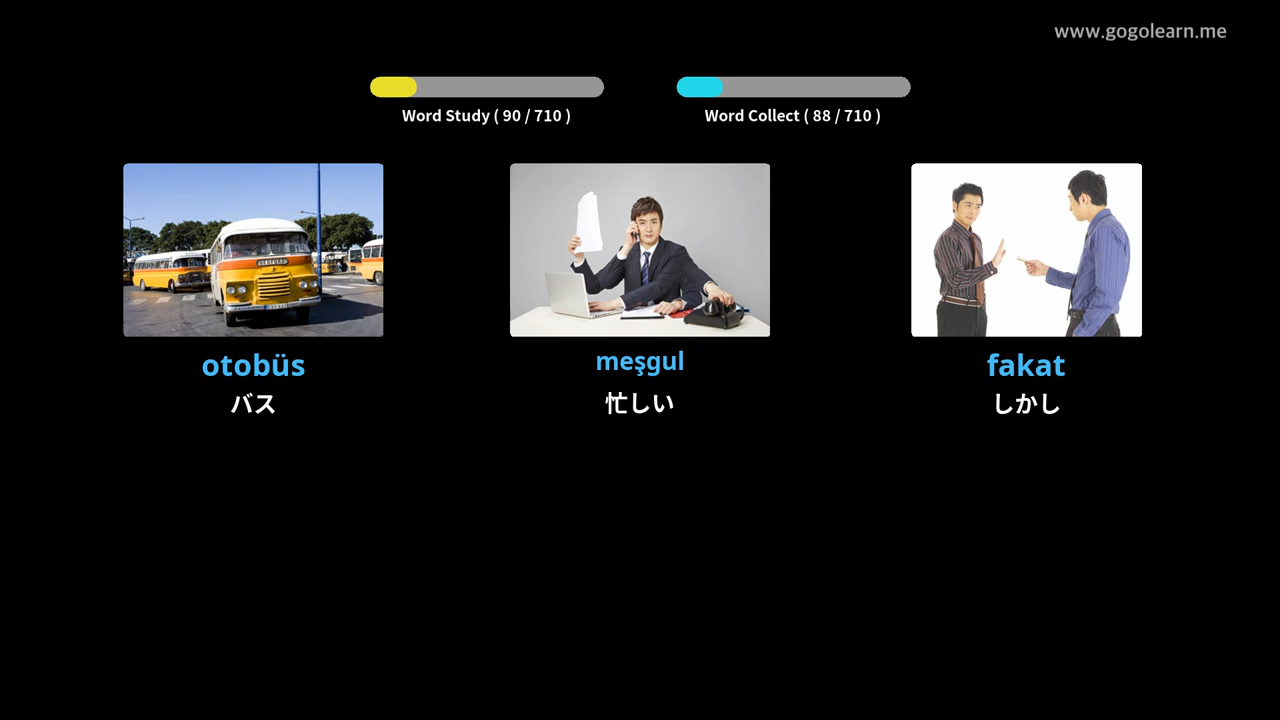 www.gogolearn.me
Word Study ( 90 / 710 )
Word Collect ( 88 / 710 )
otobüs
バス
meşgul
忙しい
fakat
しかし